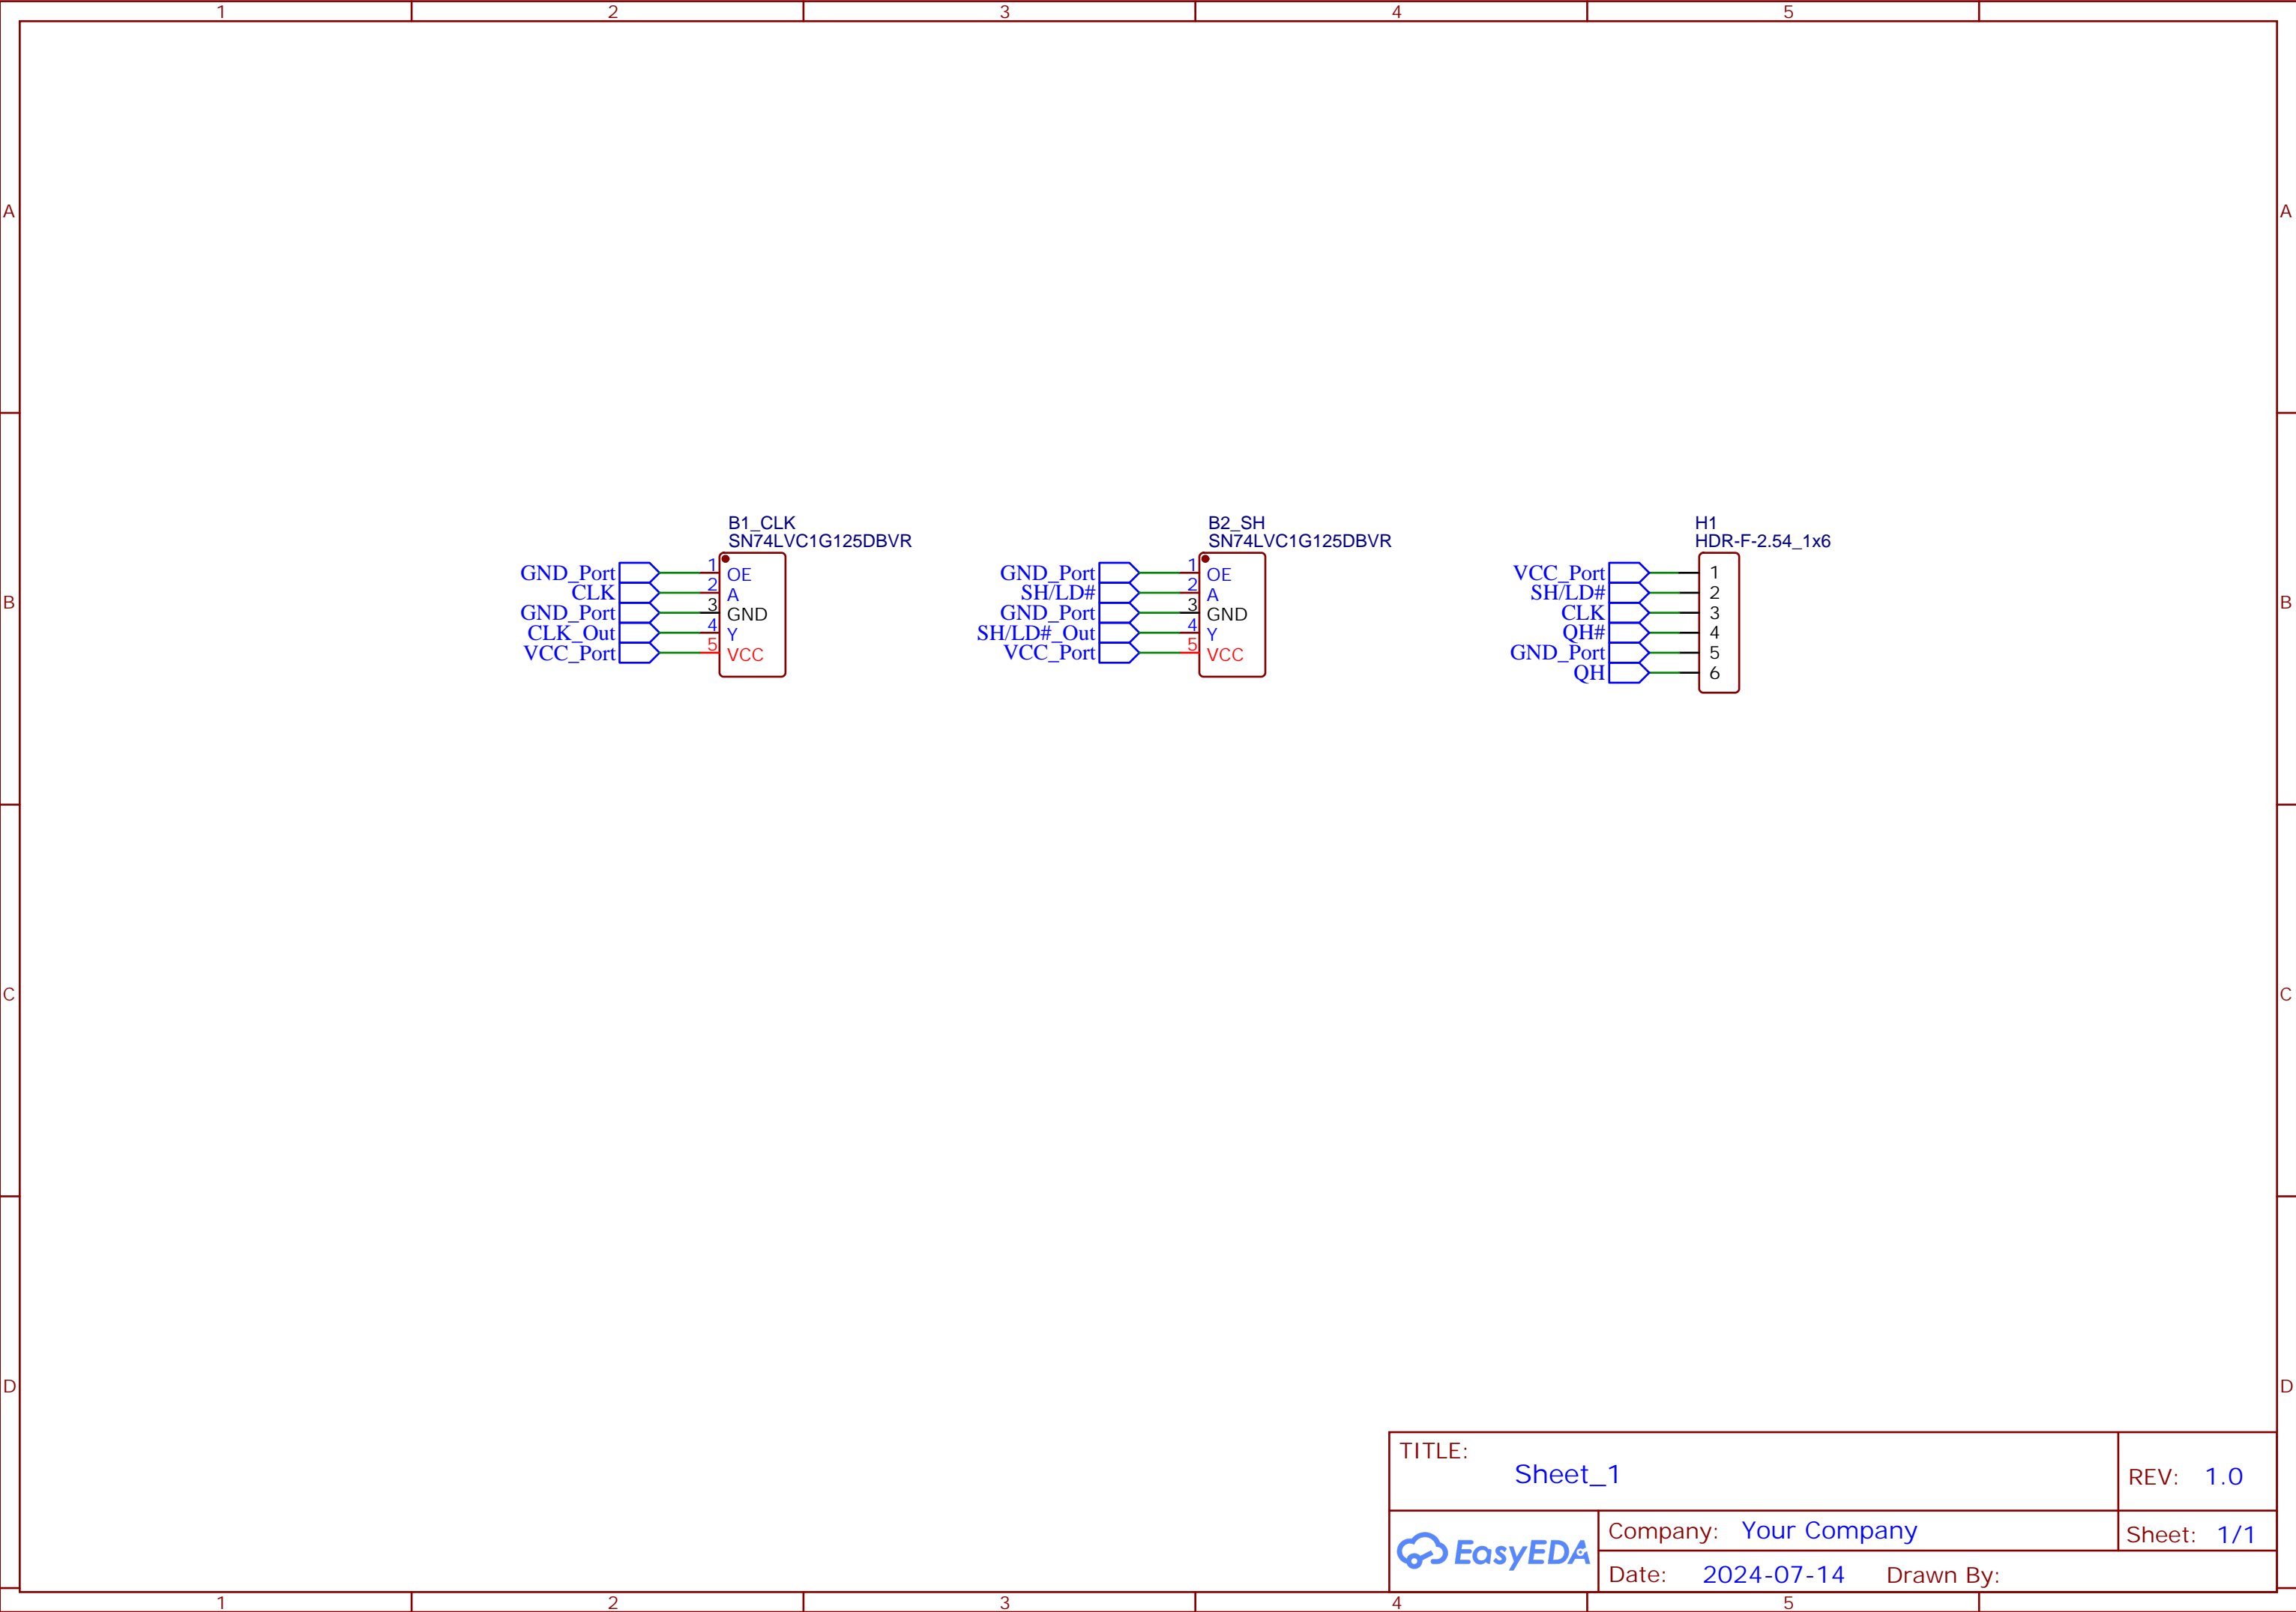 1 2 3 4 5
A A
B1_CLK
SN74LVC1G125DBVR
GND_Port 1 OE
CLK 2 A
GND_Port 3 GND
CLK_Out 4 Y
VCC_Port 5 VCC
B2_SH
SN74LVC1G125DBVR
GND_Port 1 OE
SH/LD# 2 A
GND_Port 3 GND
SH/LD#_Out 4 Y
VCC_Port 5 VCC
H1
HDR-F-2.54_1x6
VCC_Port 1
SH/LD# 2
CLK 3
QH# 4
GND_Port 5
QH 6
B B
C C
D D
TITLE:
Sheet_1
REV: 1.0
EasyEDA
Company: Your Company
Sheet: 1/1
Date: 2024-07-14 Drawn By:
1 2 3 4 5